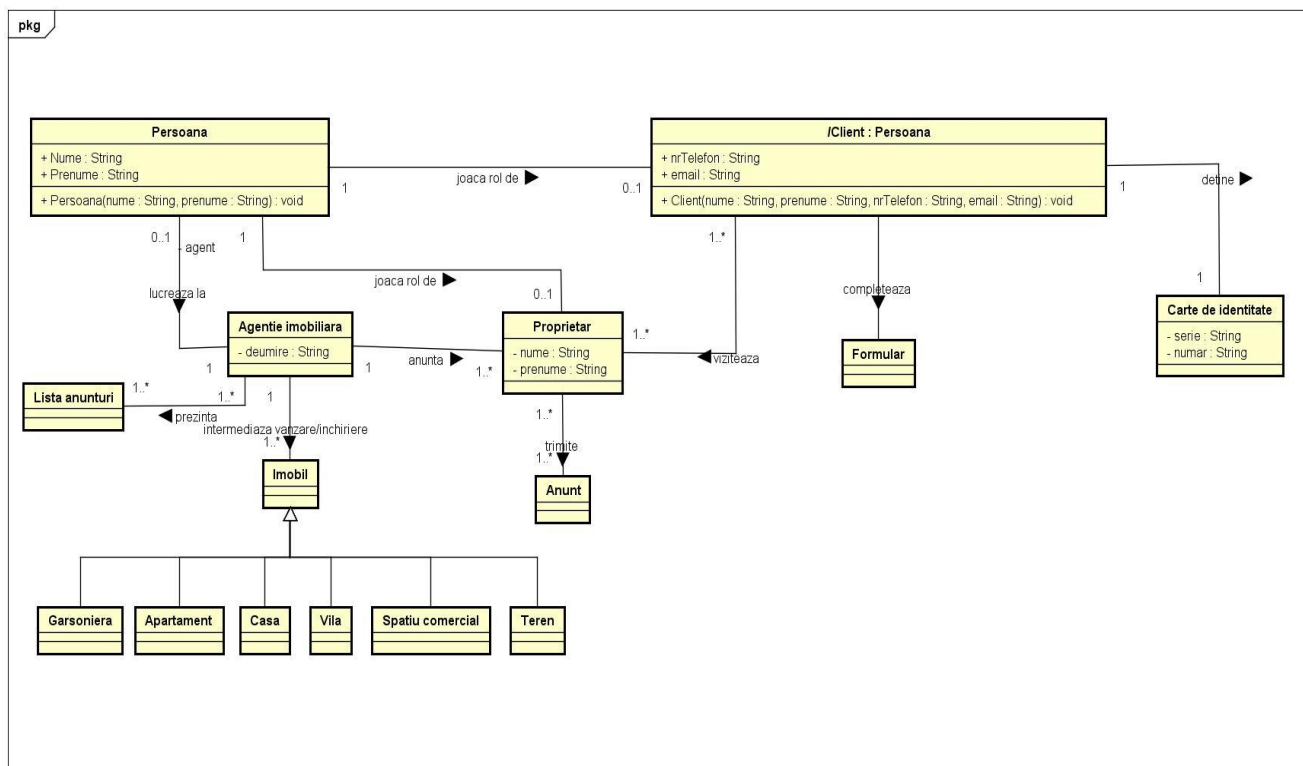 pkg
Persoana
+ Nume : String
+ Prenume : String
+ Persoana(nume : String, prenume : String) : void
/Client : Persoana
+ nrTelefon : String
+ email : String
+ Client(nume : String, prenume : String, nrTelefon : String, email : String) : void
1
joaca rol de
0..1
1
detine
1
0..1
- agent
1
1..*
joaca rol de
0..1
lucreaza la
completeaza
Carte de identitate
- serie : String
- numar : String
Agentie imobiliara
- deumire : String
Proprietar
- nume : String
- prenume : String
1..*
viziteaza
Formular
1
1
anunta
1..*
Lista anunturi
1..*
1..*
prezinta
1
intermediaza vanzare/inchiriere
1..*
1..*
trimite
1..*
Imobil
Anunt
Garsoniera
Apartament
Casa
Vila
Spatiu comercial
Teren